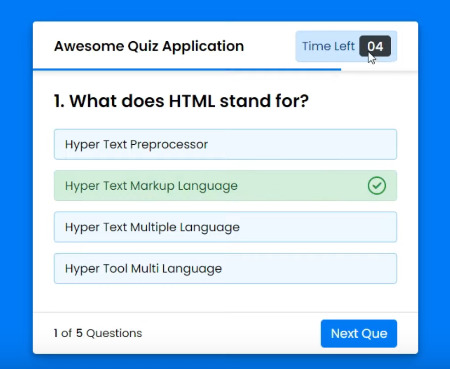 Awesome Quiz Application
Time Left 04
1. What does HTML stand for?
Hyper Text Preprocessor
Hyper Text Markup Language
Hyper Text Multiple Language
Hyper Tool Multi Language
1 of 5 Questions
Next Que